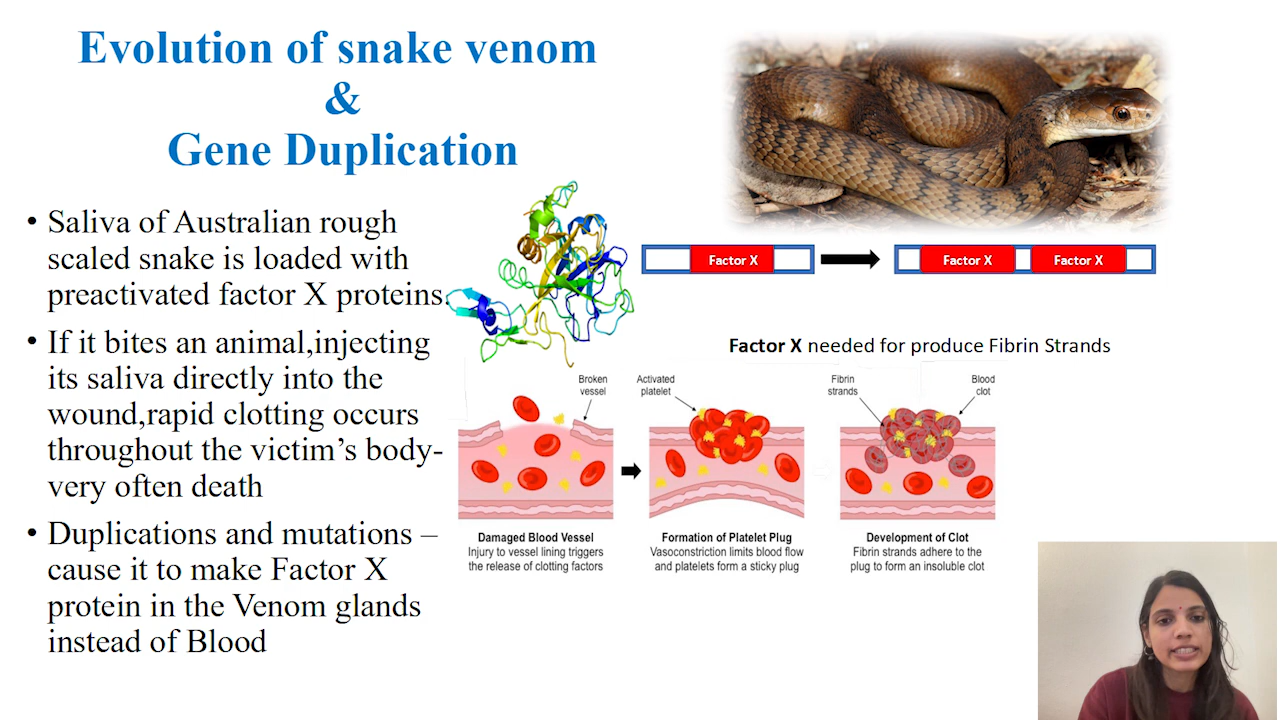 Evolution of snake venom
&
Gene Duplication
• Saliva of Australian rough
scaled snake is loaded with
preactivated factor X proteins.
• If it bites an animal,injecting
its saliva directly into the
wound,rapid clotting occurs
throughout the victim’s body-
very often death
• Duplications and mutations –
cause it to make Factor X
protein in the Venom glands
instead of Blood
Factor X
Factor X
Factor X
Factor X needed for produce Fibrin Strands
Broken
vessel
Activated
platelet
Fibrin
strands
Blood
clot
Damaged Blood Vessel
Injury to vessel lining triggers
the release of clotting factors
Formation of Platelet Plug
Vasoconstriction limits blood flow
and platelets form a sticky plug
Development of Clot
Fibrin strands adhere to the
plug to form an insoluble clot